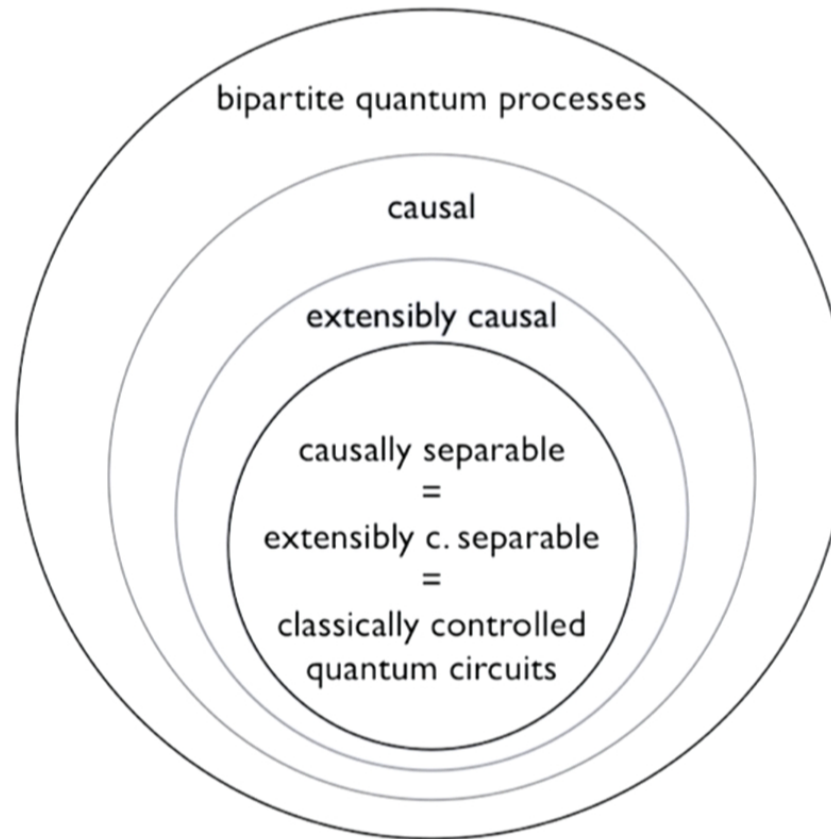 bipartite quantum processes
causal
extensibly causal
causally separable
=
extensibly c. separable
=
classically controlled
quantum circuits